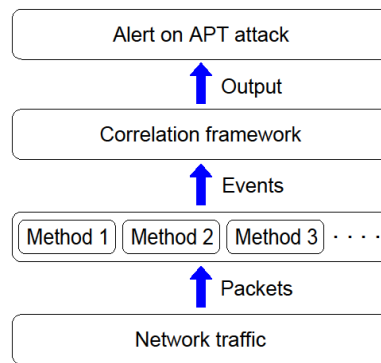 Alert on APT attack
Output
Correlation framework
Events
Method 1 Method 2 Method 3 . . . .
Packets
Network traffic